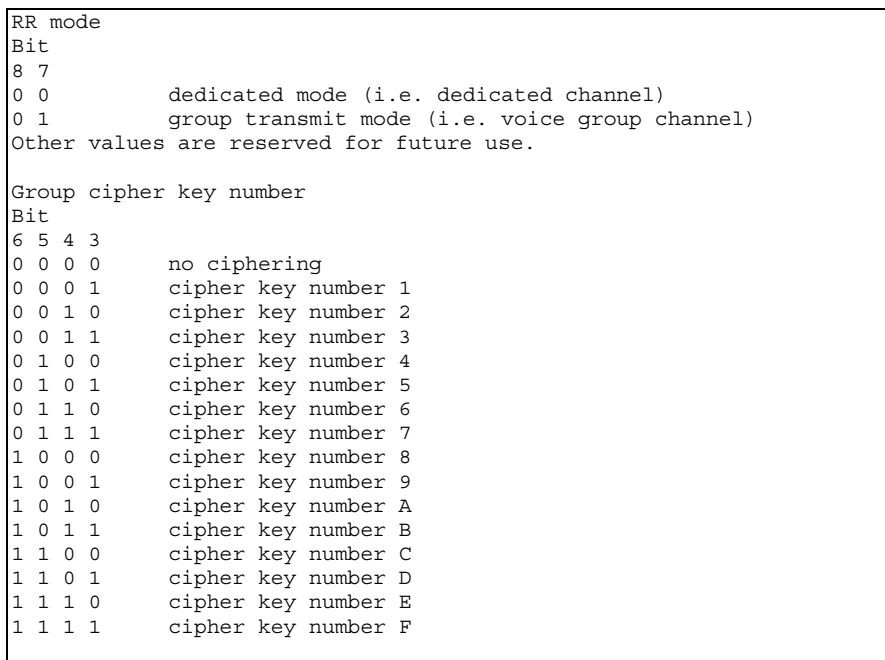 RR mode
Bit
8 7
0 0 dedicated mode (i.e. dedicated channel)
0 1 group transmit mode (i.e. voice group channel)
Other values are reserved for future use.
Group cipher key number
Bit
6 5 4 3
0 0 0 0 no ciphering
0 0 0 1 cipher key number 1
0 0 1 0 cipher key number 2
0 0 1 1 cipher key number 3
0 1 0 0 cipher key number 4
0 1 0 1 cipher key number 5
0 1 1 0 cipher key number 6
0 1 1 1 cipher key number 7
1 0 0 0 cipher key number 8
1 0 0 1 cipher key number 9
1 0 1 0 cipher key number A
1 0 1 1 cipher key number B
1 1 0 0 cipher key number C
1 1 0 1 cipher key number D
1 1 1 0 cipher key number E
1 1 1 1 cipher key number F